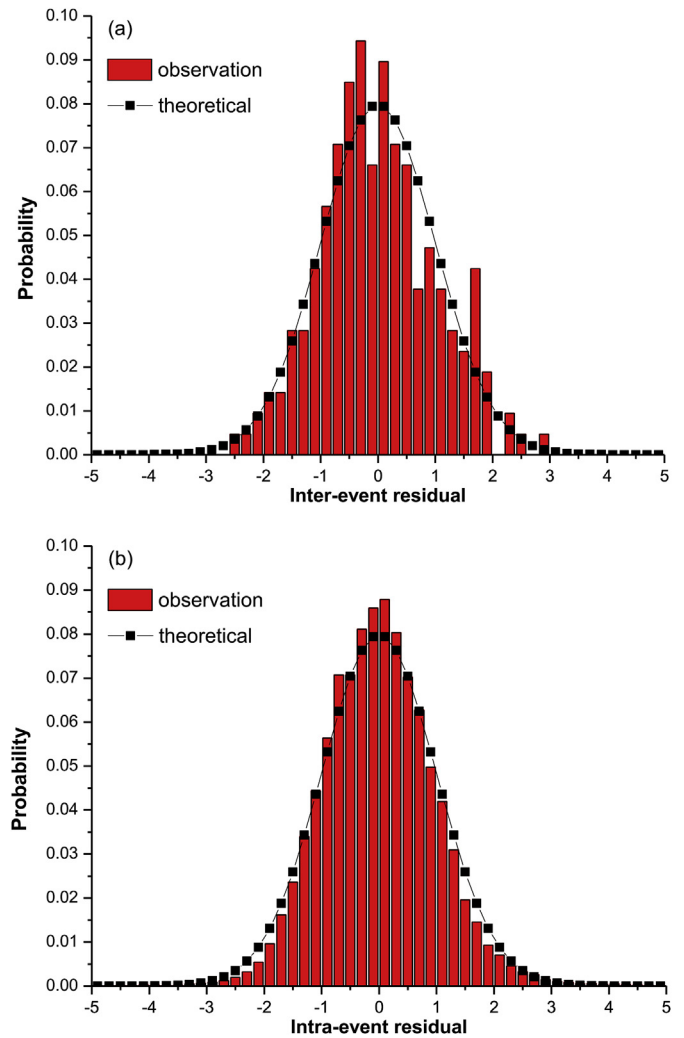 (a)
observation
theoretical
0.10
0.09
0.08
0.07
0.06
0.05
0.04
0.03
0.02
0.01
0.00
Probability
-5 -4 -3 -2 -1 0 1 2 3 4 5
Inter-event residual
(b)
observation
theoretical
0.10
0.09
0.08
0.07
0.06
0.05
0.04
0.03
0.02
0.01
0.00
Probability
-5 -4 -3 -2 -1 0 1 2 3 4 5
Intra-event residual